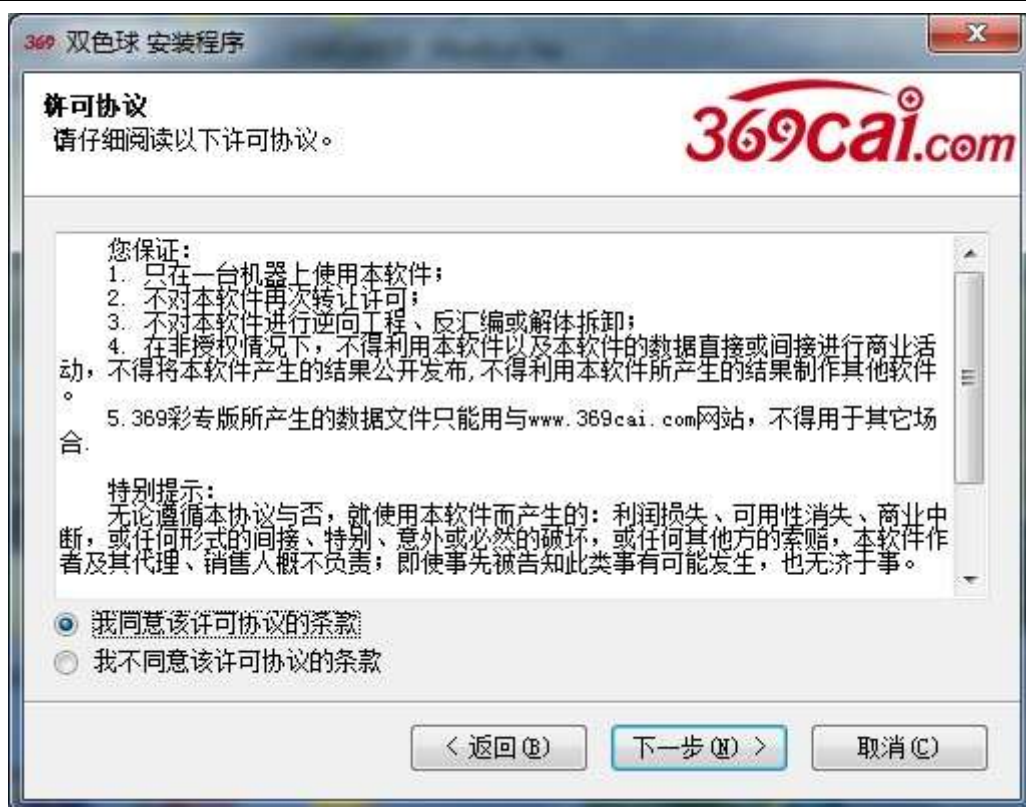 369 双色球 安装程序
许可协议
请仔细阅读以下许可协议。
369cai.com
您保证：
1. 只在一台机器上使用本软件；
2. 不对本软件再次转让许可；
3. 不对本软件进行逆向工程、反汇编或解体拆卸；
4. 在非授权情况下，不得利用本软件以及本软件的数据直接或间接进行商业活
动，不得将本软件产生的结果公开发布,不得利用本软件所产生的结果制作其他软件
。
5.369彩专版所产生的数据文件只能用与www.369cai.com网站，不得用于其它场
合.
特别提示：
无论遵循本协议与否，就使用本软件而产生的：利润损失、可用性消失、商业中
断，或任何形式的间接、特别、意外或必然的破坏，或任何其他方的索赔，本软件作
者及其代理、销售人概不负责；即使事先被告知此类事有可能发生，也无济于事。
我同意该许可协议的条款
我不同意该许可协议的条款
< 返回(B)
下一步(N) >
取消(C)